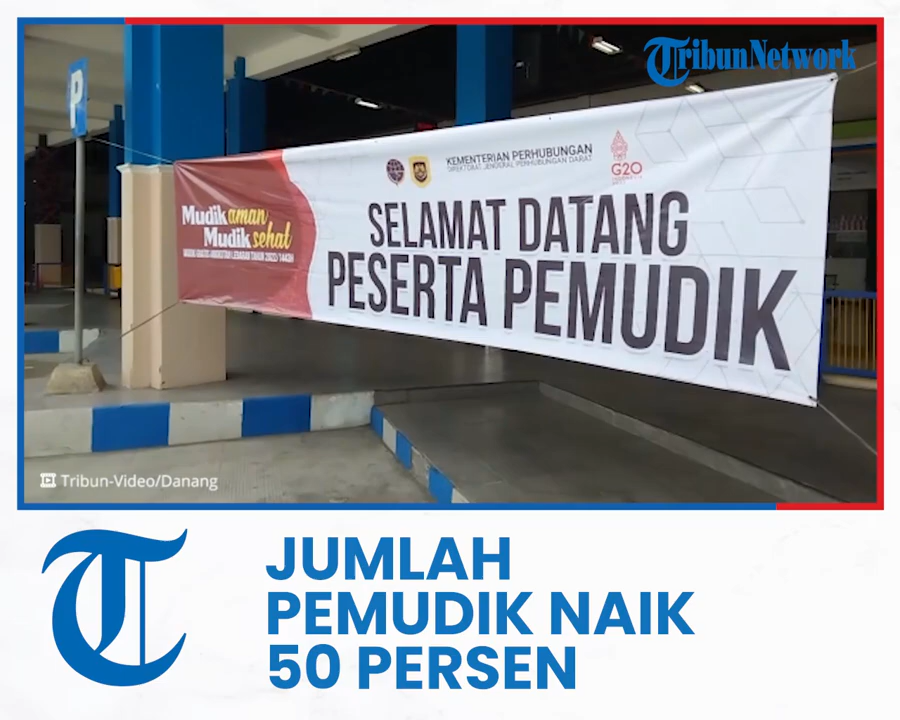 TribunNetwork
P
KEMENTERIAN PERHUBUNGAN
DIREKTORAT JENDERAL PERHUBUNGAN DARAT
G20
Mudik aman
Mudik sehat
SELAMAT DATANG
PESERTA PEMUDIK
Tribun-Video/Danang
T
JUMLAH
PEMUDIK NAIK
50 PERSEN